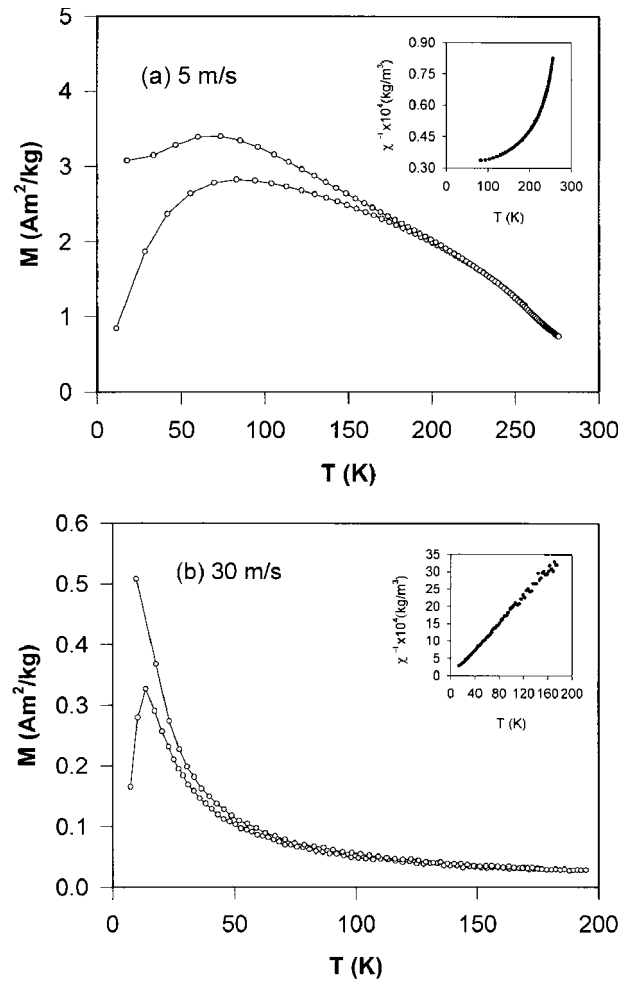 (a) 5 m/s
M (Am²/kg)
5
4
3
2
1
0
0 50 100 150 200 250 300
T (K)
χ⁻¹x10⁴(kg/m³)
0.90
0.75
0.60
0.45
0.30
0 100 200 300
T (K)
(b) 30 m/s
M (Am²/kg)
0.6
0.5
0.4
0.3
0.2
0.1
0.0
0 50 100 150 200
T (K)
χ⁻¹x10⁴(kg/m³)
35
30
25
20
15
10
5
0
0 40 80 120 160 200
T (K)